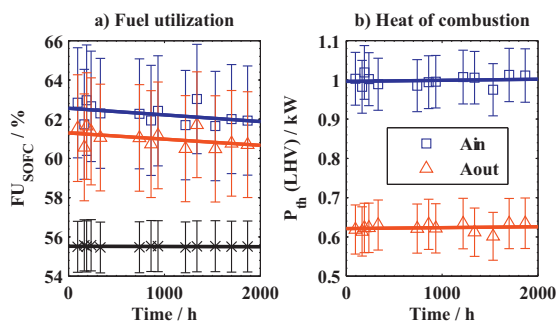 a) Fuel utilization
b) Heat of combustion
FU_SOFC / %
66
64
62
60
58
56
54
0
1000
2000
Time / h
P_th (LHV) / kW
1.1
1
0.9
0.8
0.7
0.6
0.5
Ain
Aout
0
1000
2000
Time / h